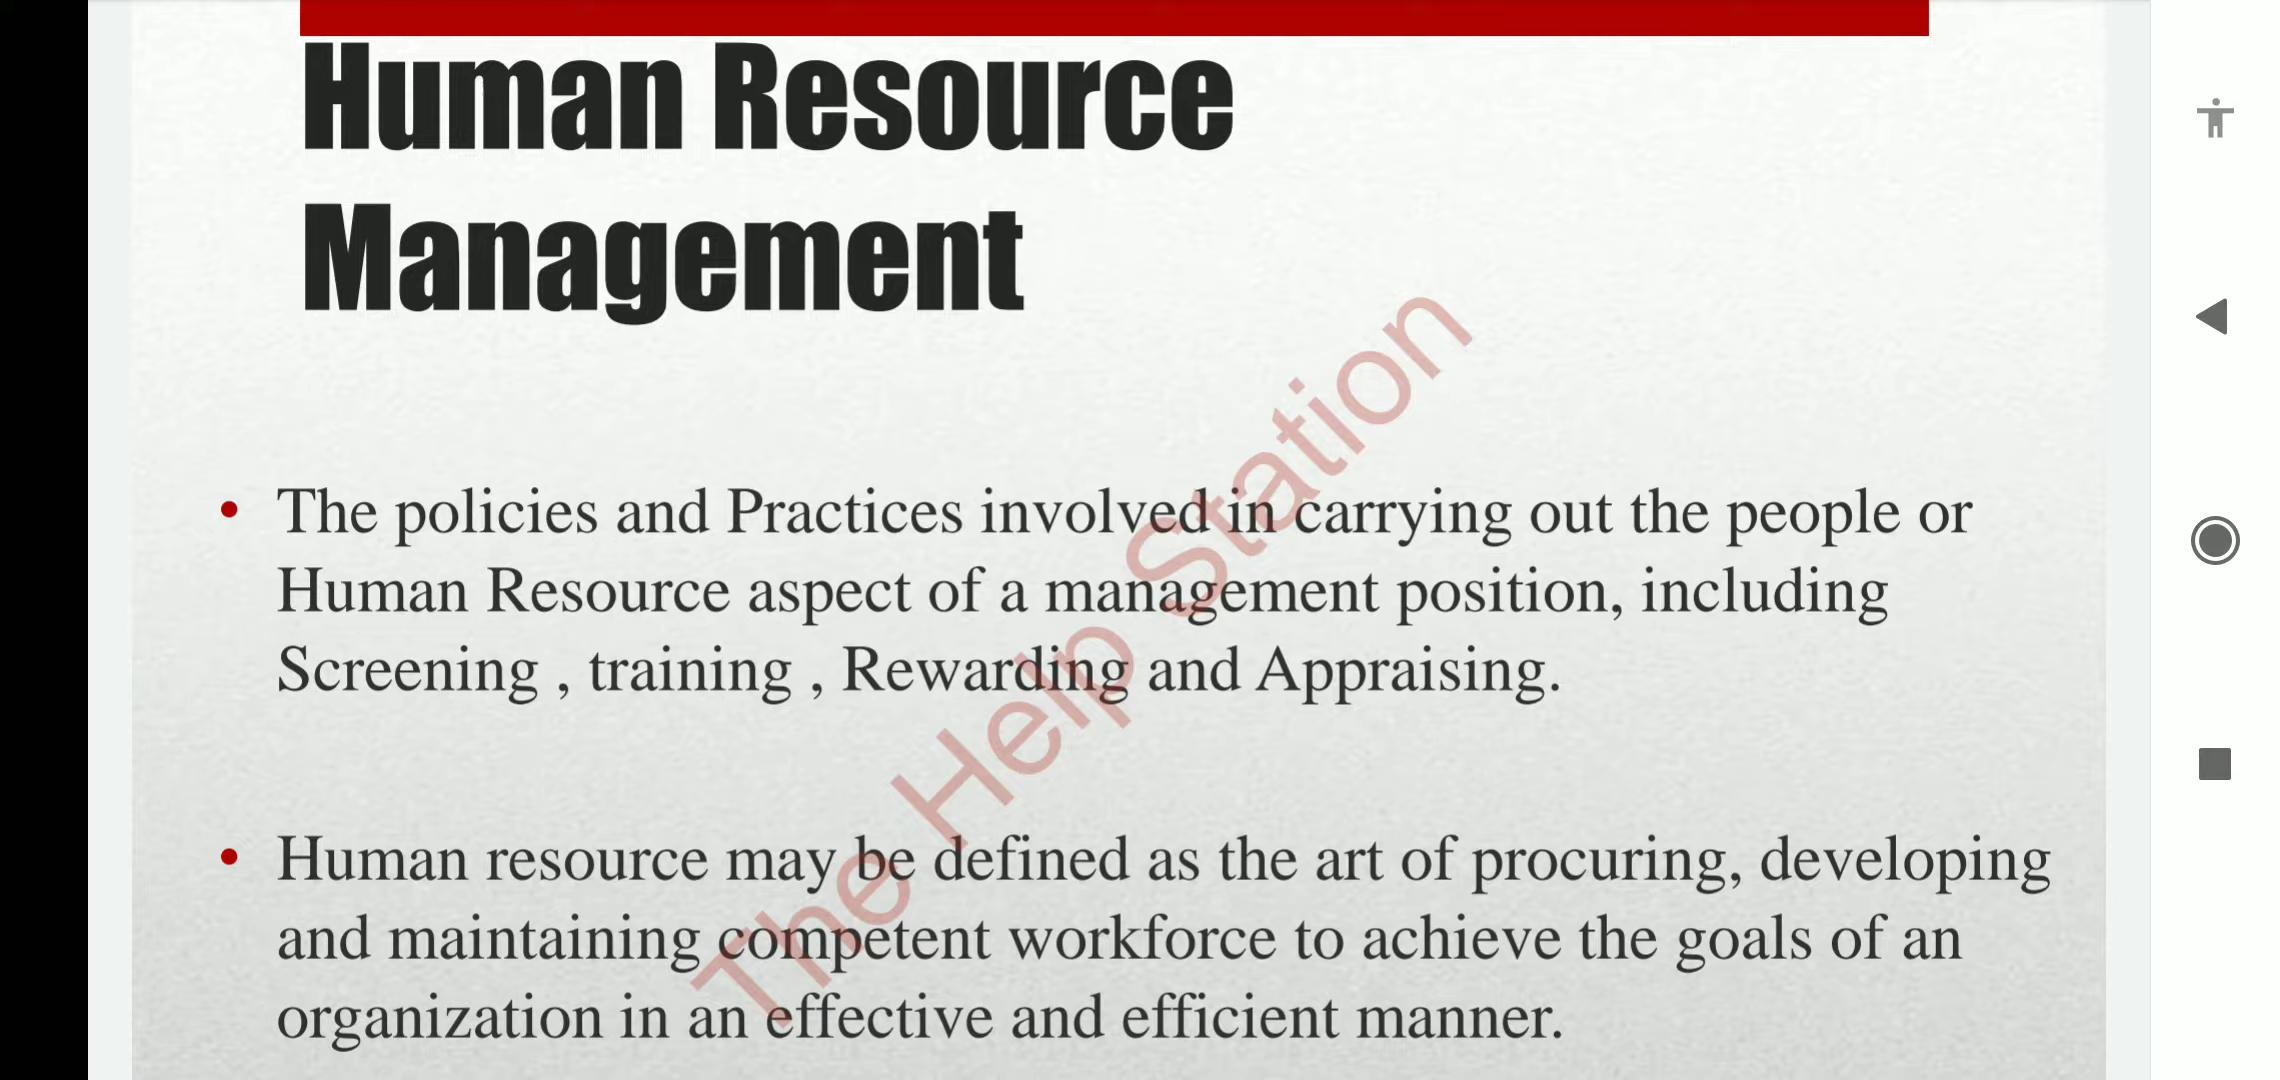 Human Resource
Management
• The policies and Practices involved in carrying out the people or
Human Resource aspect of a management position, including
Screening , training , Rewarding and Appraising.
• Human resource may be defined as the art of procuring, developing
and maintaining competent workforce to achieve the goals of an
organization in an effective and efficient manner.
The Help Station